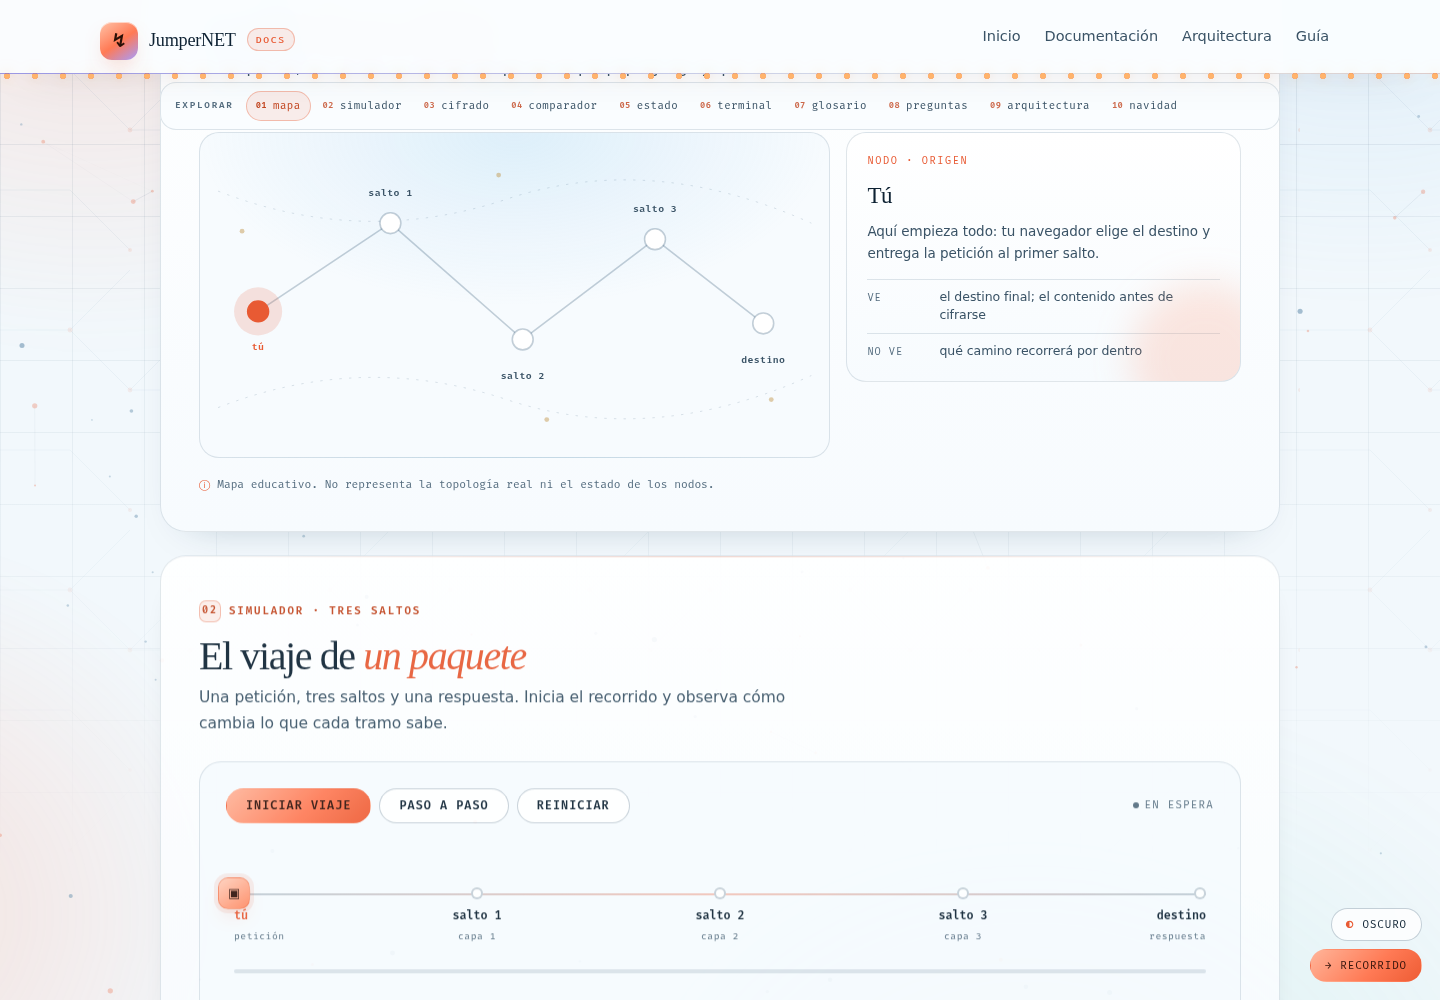 JumperNET DOCS
Inicio Documentación Arquitectura Guía
EXPLORAR 01 mapa 02 simulador 03 cifrado 04 comparador 05 estado 06 terminal 07 glosario 08 preguntas 09 arquitectura 10 navidad
salto 1
salto 3
tú
destino
salto 2
NODO · ORIGEN
Tú
Aquí empieza todo: tu navegador elige el destino y
entrega la petición al primer salto.
VE el destino final; el contenido antes de
cifrarse
NO VE qué camino recorrerá por dentro
Mapa educativo. No representa la topología real ni el estado de los nodos.
02 SIMULADOR · TRES SALTOS
El viaje de un paquete
Una petición, tres saltos y una respuesta. Inicia el recorrido y observa cómo
cambia lo que cada tramo sabe.
INICIAR VIAJE PASO A PASO REINICIAR EN ESPERA
tú salto 1 salto 2 salto 3 destino
petición capa 1 capa 2 capa 3 respuesta
OSCURO
→ RECORRIDO